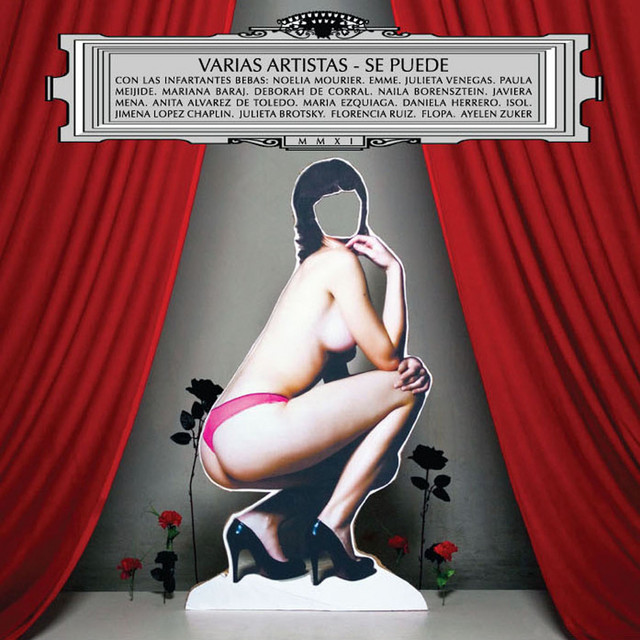 VARIAS ARTISTAS - SE PUEDE
CON LAS INFARTANTES BEBAS: NOELIA MOURIER. EMME. JULIETA VENEGAS. PAULA
MEIJIDE. MARIANA BARAJ. DEBORAH DE CORRAL. NAILA BORENSZTEIN. JAVIERA
MENA. ANITA ALVAREZ DE TOLEDO. MARIA EZQUIAGA. DANIELA HERRERO. ISOL.
JIMENA LOPEZ CHAPLIN. JULIETA BROTSKY. FLORENCIA RUIZ. FLOPA. AYELEN ZUKER
MMXI